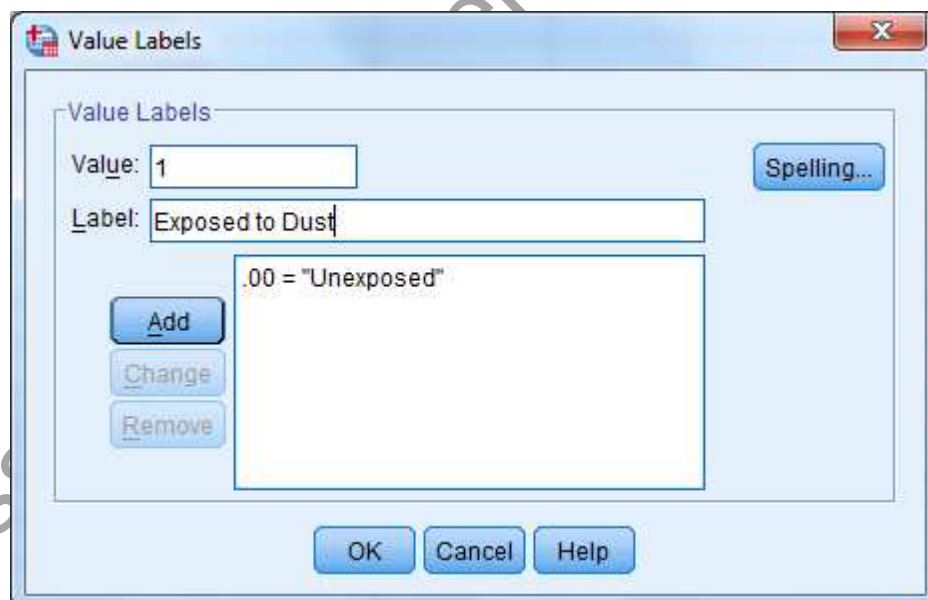 Value Labels
Value Labels
Value: 1
Spelling...
Label: Exposed to Dust
.00 = "Unexposed"
Add
Change
Remove
OK Cancel Help